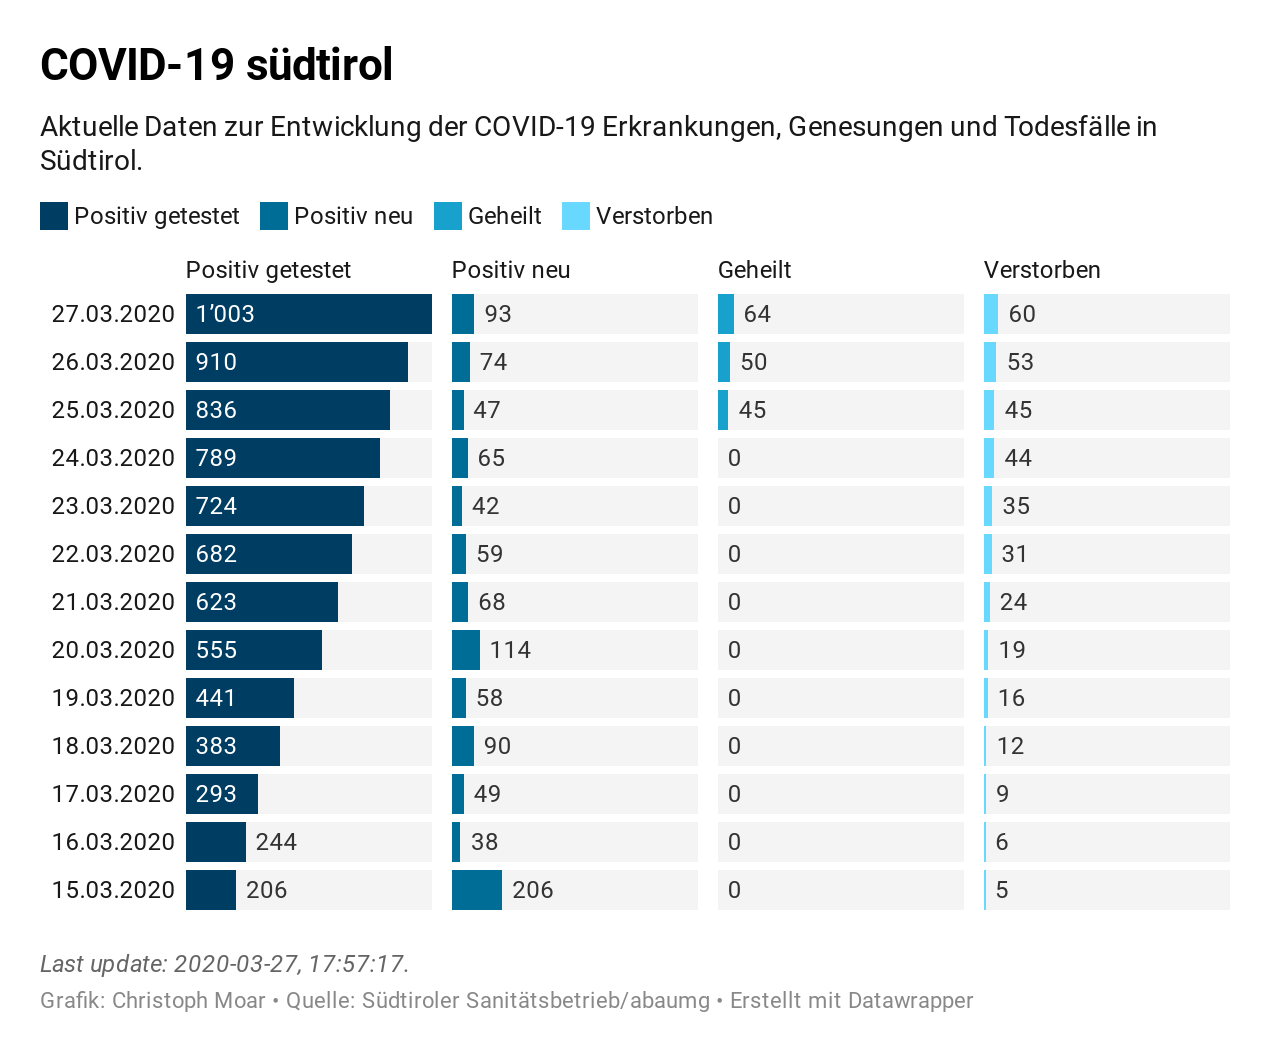 COVID-19 südtirol
Aktuelle Daten zur Entwicklung der COVID-19 Erkrankungen, Genesungen und Todesfälle in
Südtirol.
Positiv getestet Positiv neu Geheilt Verstorben
Positiv getestet Positiv neu Geheilt Verstorben
27.03.2020 1’003 93 64 60
26.03.2020 910 74 50 53
25.03.2020 836 47 45 45
24.03.2020 789 65 0 44
23.03.2020 724 42 0 35
22.03.2020 682 59 0 31
21.03.2020 623 68 0 24
20.03.2020 555 114 0 19
19.03.2020 441 58 0 16
18.03.2020 383 90 0 12
17.03.2020 293 49 0 9
16.03.2020 244 38 0 6
15.03.2020 206 206 0 5
Last update: 2020-03-27, 17:57:17.
Grafik: Christoph Moar • Quelle: Südtiroler Sanitätsbetrieb/abaumg • Erstellt mit Datawrapper